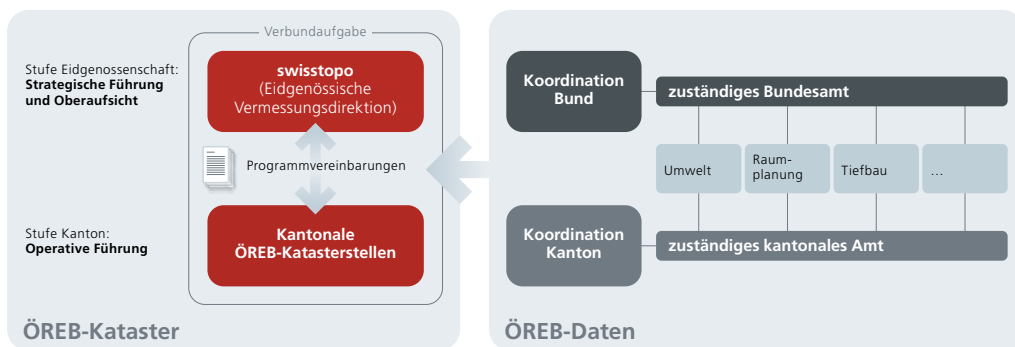 Verbundaufgabe
Stufe Eidgenossenschaft:
Strategische Führung
und Oberaufsicht
swisstopo
(Eidgenössische
Vermessungsdirektion)
Programmvereinbarungen
Stufe Kanton:
Operative Führung
Kantonale
ÖREB-Katasterstellen
ÖREB-Kataster
Koordination
Bund
zuständiges Bundesamt
Umwelt
Raum-
planung
Tiefbau
...
Koordination
Kanton
zuständiges kantonales Amt
ÖREB-Daten